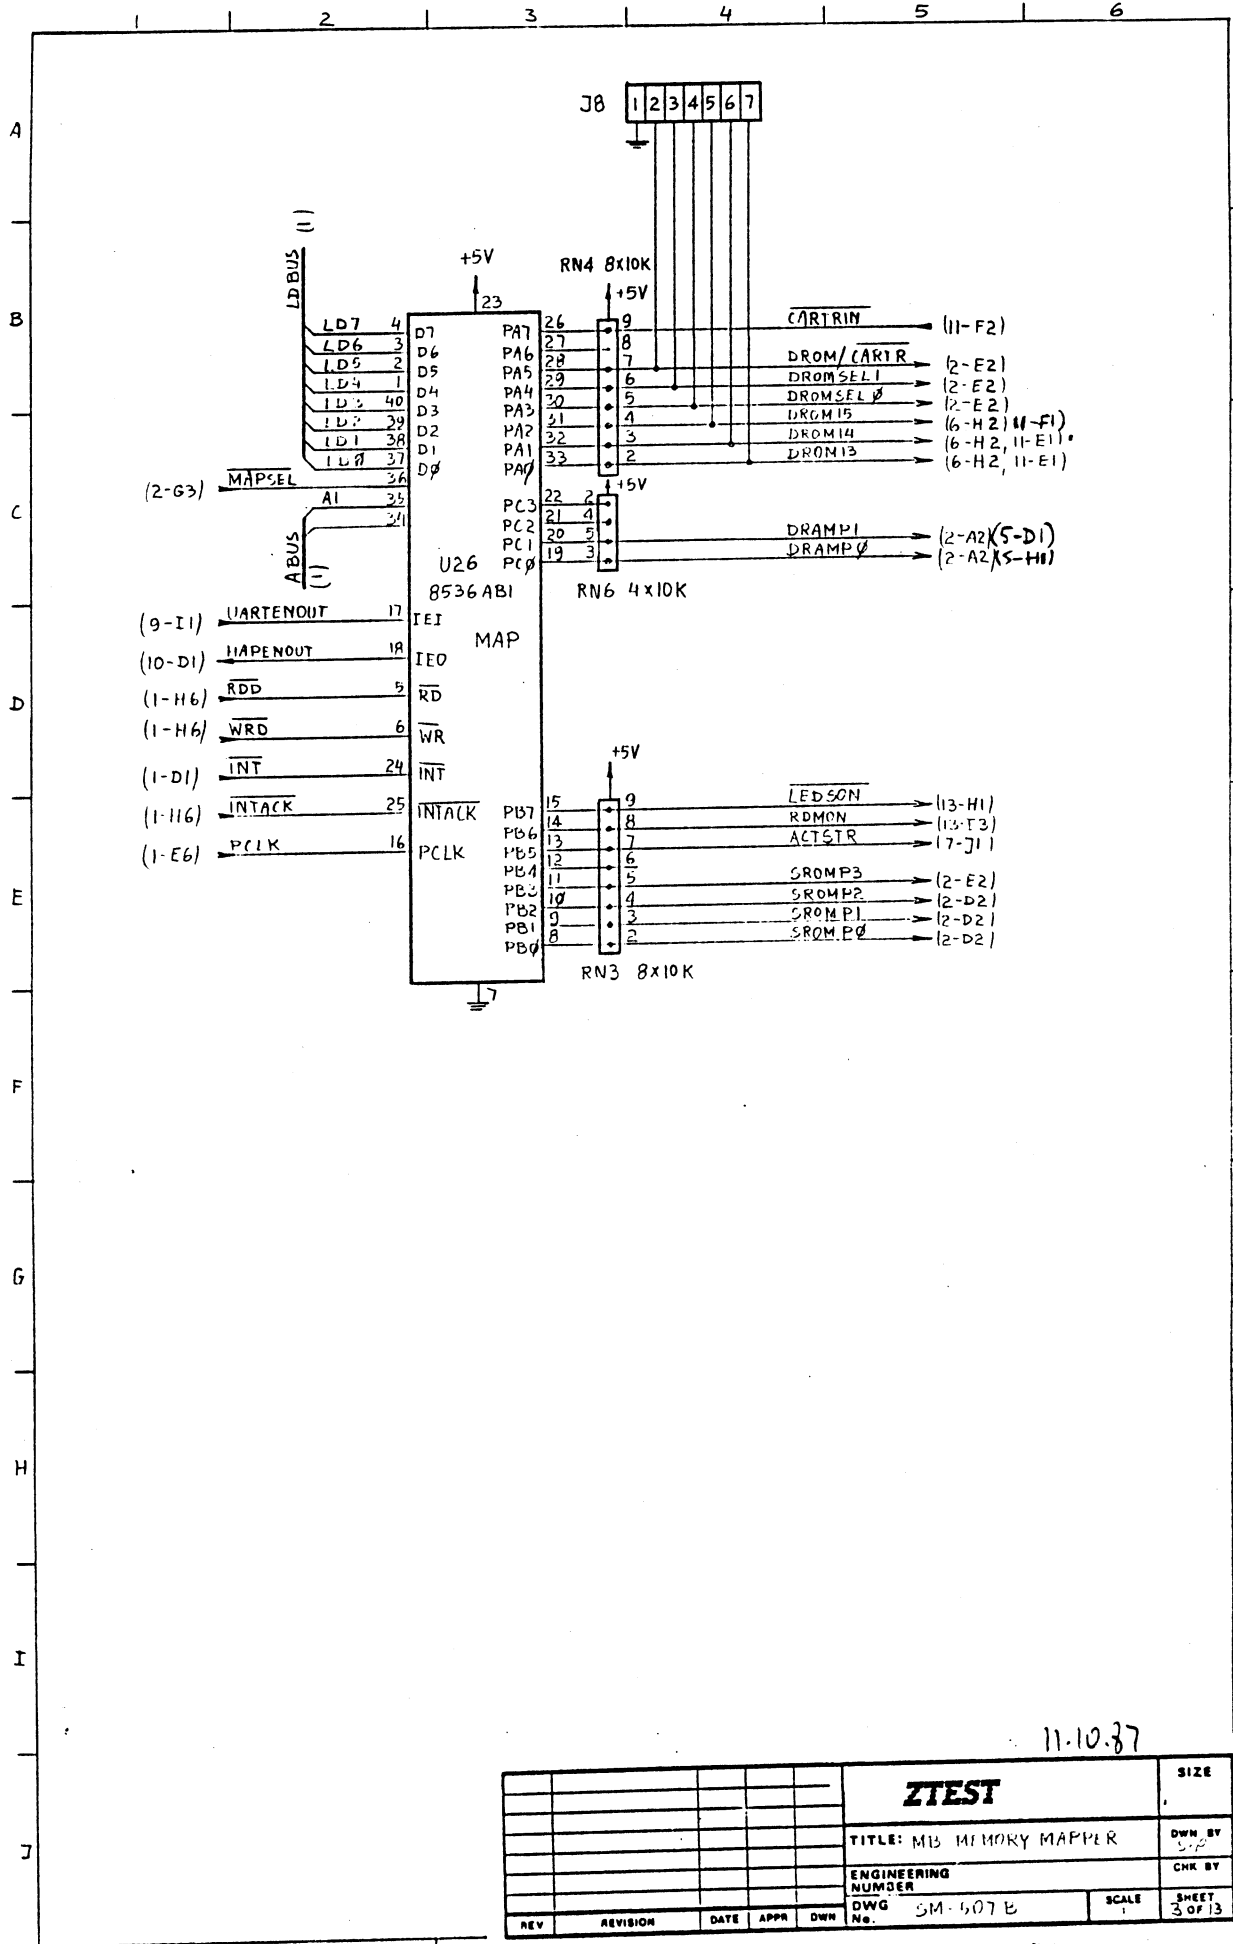 1 2 3 4 5 6
A
B
C
D
E
F
G
H
I
J
J8 1 2 3 4 5 6 7
LDBUS (1)
+5V
23
RN4 8X10K
+5V
LD7 4 D7 PA7 26 9 CARTRIN (11-F2)
LD6 3 D6 PA6 27 8
LD5 2 D5 PA5 28 7 DROM/CARTR (2-E2)
LD4 1 D4 PA4 29 6 DROMSEL1 (2-E2)
LD3 40 D3 PA3 30 5 DROMSELØ (2-E2)
LD2 39 D2 PA2 31 4 DROM15 (6-H2) 11-F1)
LD1 38 D1 PA1 32 3 DROM14 (6-H2, 11-E1)
LDØ 37 DØ PAØ 33 2 DROM13 (6-H2, 11-E1)
(2-G3) MAPSEL 36
+5V
A1 35 PC3 22 2
34 PC2 21 4
ABUS (1)
PC1 20 5 DRAMP1 (2-A2)(5-D1)
PCØ 19 3 DRAMPØ (2-A2)(5-H1)
U26
8536AB1
MAP
RN6 4X10K
(9-I1) UARTENOUT 17 IEI
(10-D1) MAPENOUT 18 IEO
(1-H6) RDD 5 RD
(1-H6) WRD 6 WR
(1-D1) INT 24 INT
(1-H6) INTACK 25 INTACK
(1-E6) PCLK 16 PCLK
+5V
PB7 15 9 LEDSON (13-H1)
PB6 14 8 RDMON (13-F3)
PB5 13 7 ACTSTR (7-J1)
PB4 12 6
PB3 11 5 SROMP3 (2-E2)
PB2 10 4 SROMP2 (2-D2)
PB1 9 3 SROMP1 (2-D2)
PBØ 8 2 SROMPØ (2-D2)
RN3 8X10K
7
11.10.87
ZTEST
SIZE
TITLE: MB MEMORY MAPPER
DWN BY
ENGINEERING NUMBER
CHK BY
DWG No. SM-607B
SCALE
SHEET 3 OF 13
REV REVISION DATE APPR DWN